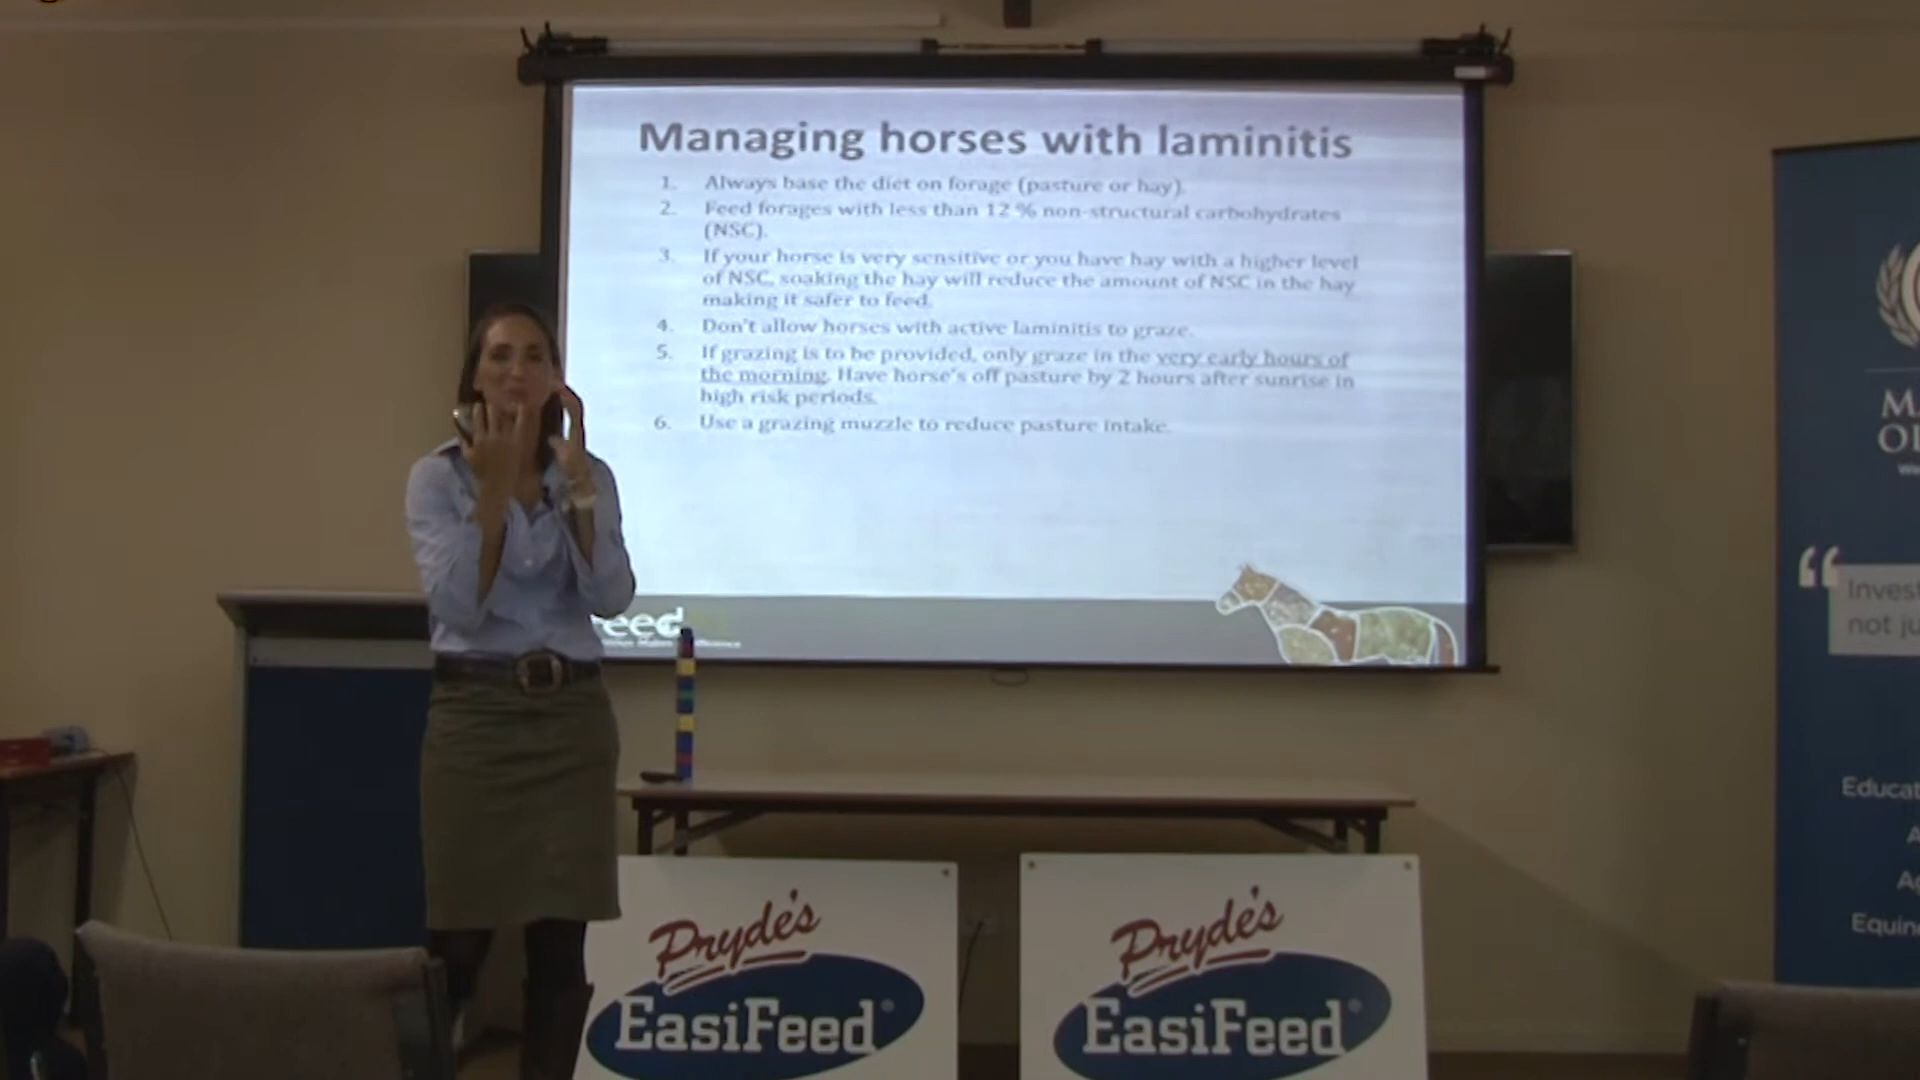 Managing horses with laminitis
1. Always base the diet on forage (pasture or hay).
2. Feed forages with less than 12 % non-structural carbohydrates
(NSC).
3. If your horse is very sensitive or you have hay with a higher level
of NSC, soaking the hay will reduce the amount of NSC in the hay
making it safer to feed.
4. Don't allow horses with active laminitis to graze.
5. If grazing is to be provided, only graze in the very early hours of
the morning. Have horse's off pasture by 2 hours after sunrise in
high risk periods.
6. Use a grazing muzzle to reduce pasture intake.
eed
Pryde's
EasiFeed®
Pryde's
EasiFeed®
“
Invest
not ju
Educat
Equin